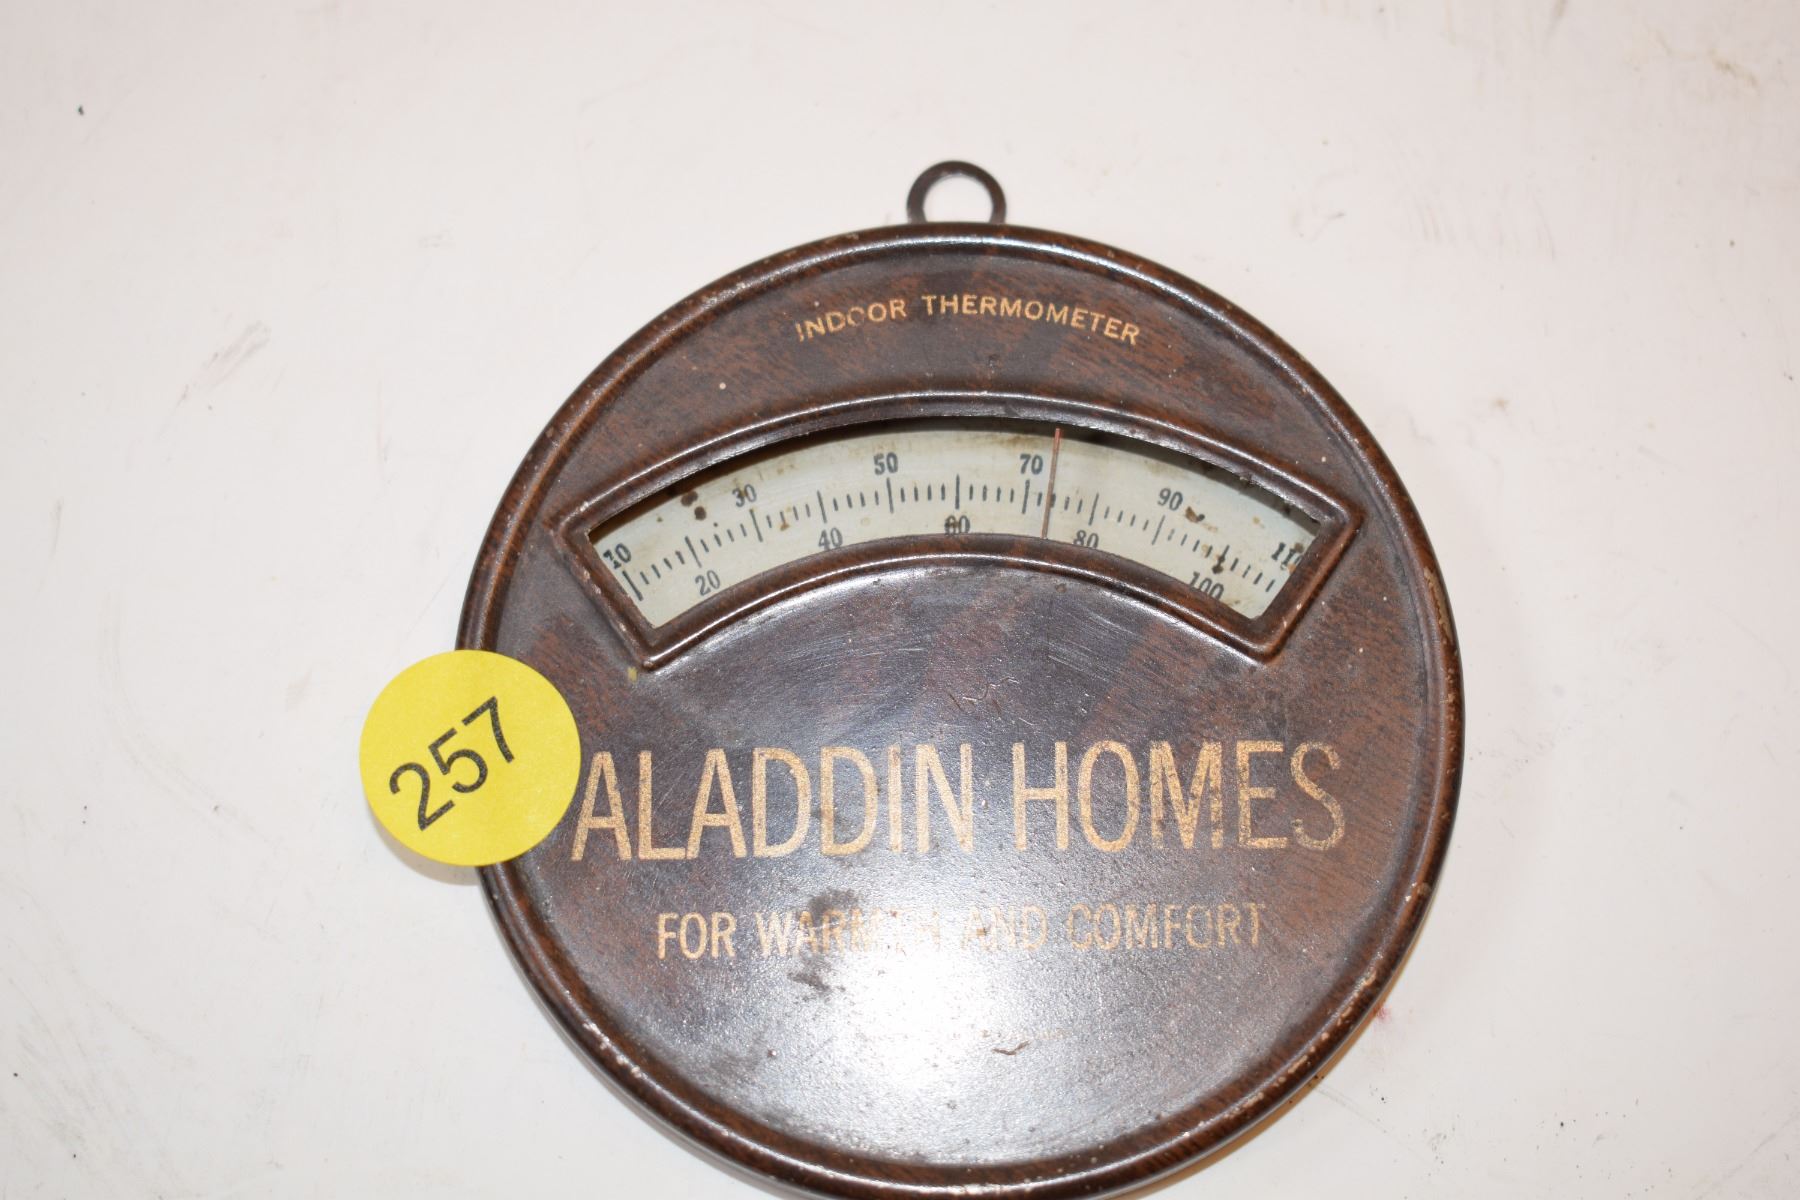 INDOOR THERMOMETER
50 70
30 90
10 40 60 80 110
20 100
257
ALADDIN HOMES
FOR WARMTH AND COMFORT